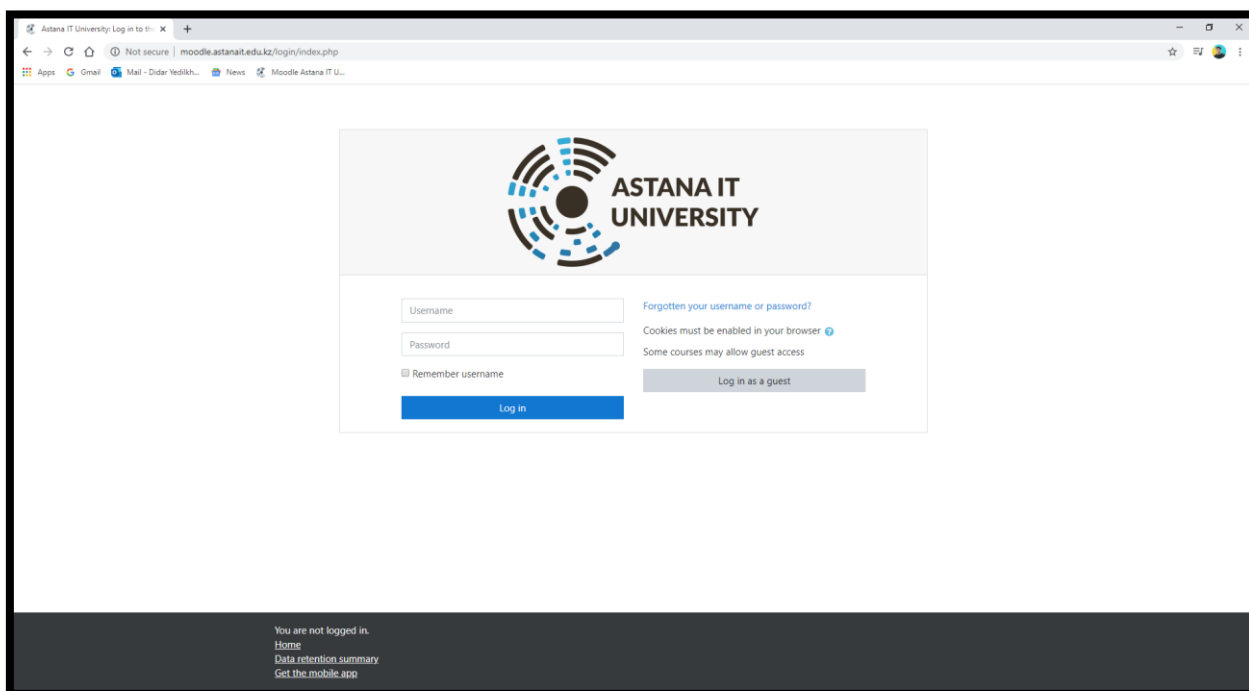 Astana IT University: Log in to th
Not secure | moodle.astanait.edu.kz/login/index.php
Apps Gmail Mail - Didar Yedilkh... News Moodle Astana IT U...
ASTANA IT
UNIVERSITY
Username
Password
Remember username
Log in
Forgotten your username or password?
Cookies must be enabled in your browser ?
Some courses may allow guest access
Log in as a guest
You are not logged in.
Home
Data retention summary
Get the mobile app